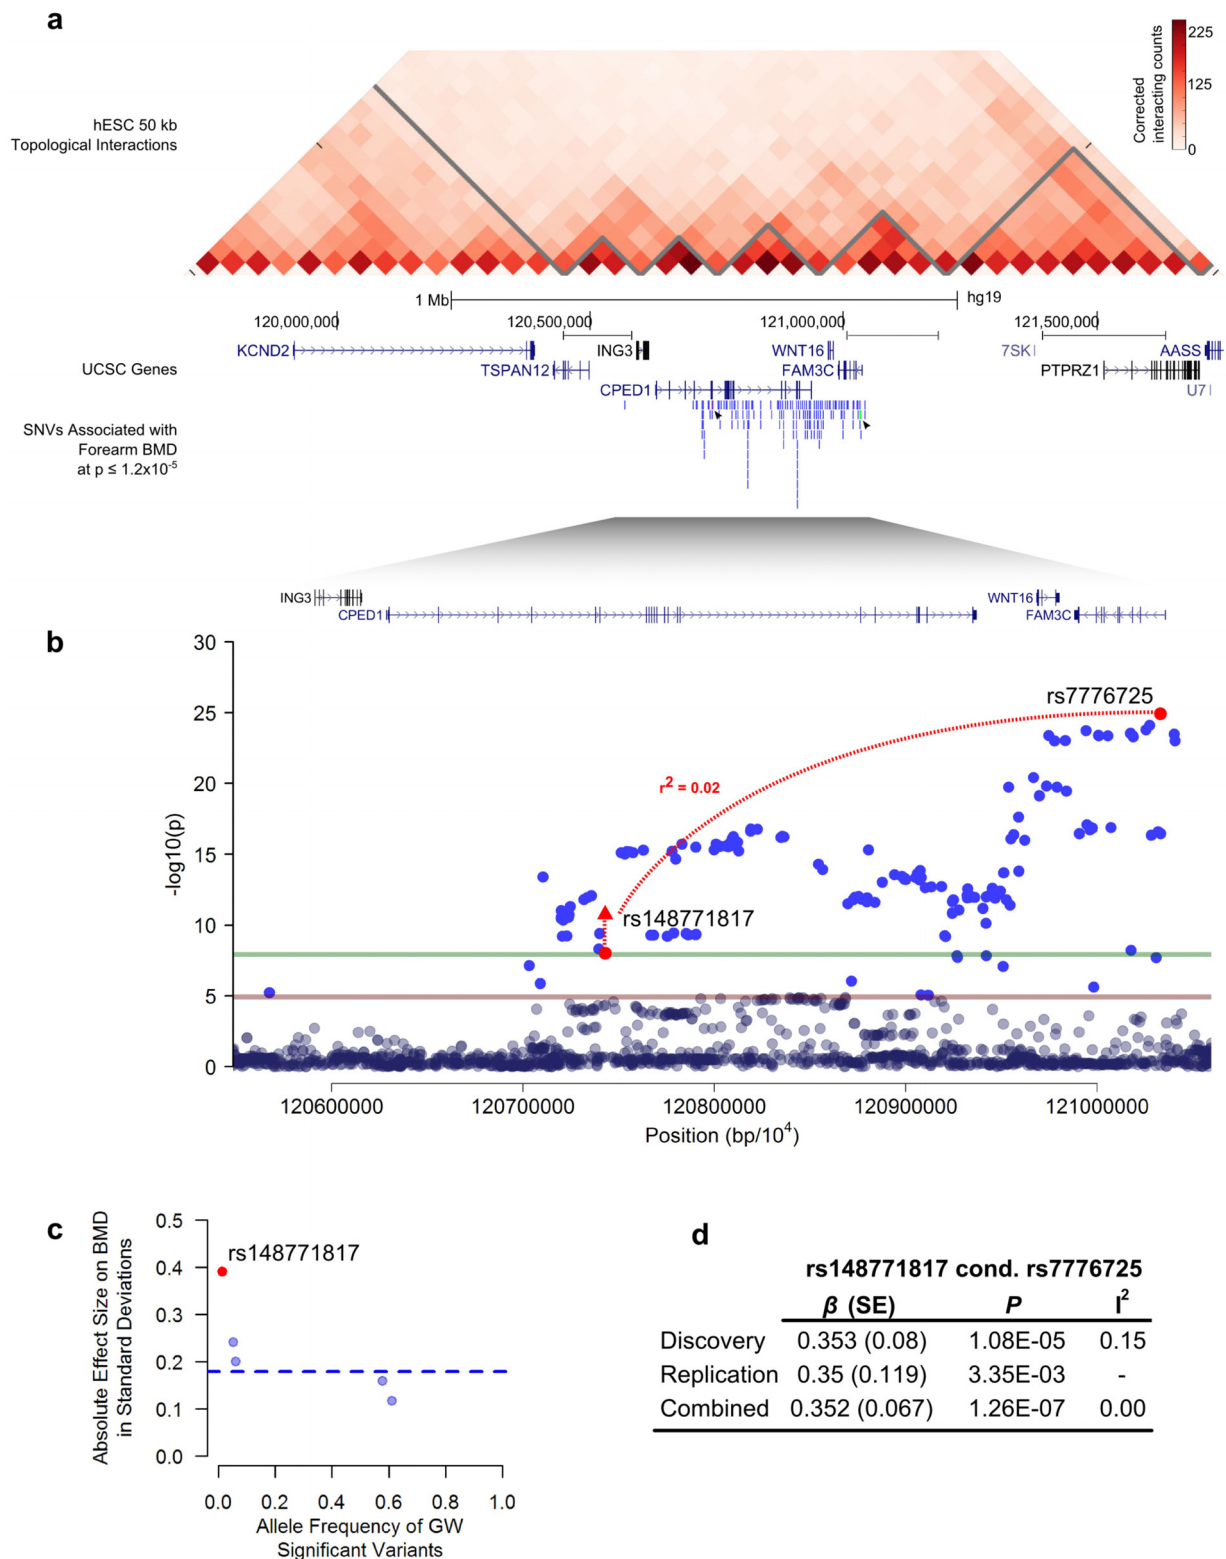 a
Corrected
interacting counts
225
125
0
hESC 50 kb
Topological Interactions
1 Mb
hg19
120,000,000
120,500,000
121,000,000
121,500,000
KCND2
ING3
WNT16
7SK
AASS
UCSC Genes
TSPAN12
FAM3C
PTPRZ1
CPED1
U7
SNVs Associated with
Forearm BMD
at p ≤ 1.2x10⁻⁵
ING3
WNT16
CPED1
FAM3C
b
30
25
20
15
10
5
0
-log10(p)
rs7776725
r² = 0.02
rs148771817
120600000
120700000
120800000
120900000
121000000
Position (bp/10⁴)
c
Absolute Effect Size on BMD
in Standard Deviations
0.5
0.4
0.3
0.2
0.1
0.0
rs148771817
0.0 0.2 0.4 0.6 0.8 1.0
Allele Frequency of GW
Significant Variants
d
rs148771817 cond. rs7776725
β (SE) P I²
Discovery 0.353 (0.08) 1.08E-05 0.15
Replication 0.35 (0.119) 3.35E-03 -
Combined 0.352 (0.067) 1.26E-07 0.00